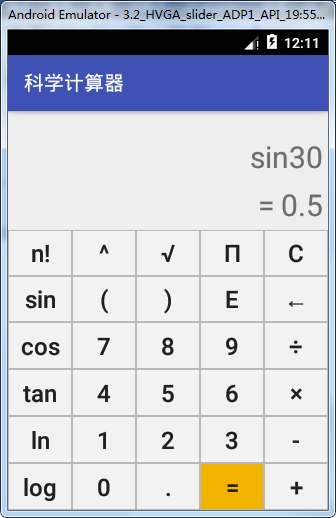 Android Emulator - 3.2_HVGA_slider_ADP1_API_19:55...
12:11
科学计算器
sin30
= 0.5
n! ^ √ Π C
sin ( ) E ←
cos 7 8 9 ÷
tan 4 5 6 ×
ln 1 2 3 -
log 0 . = +